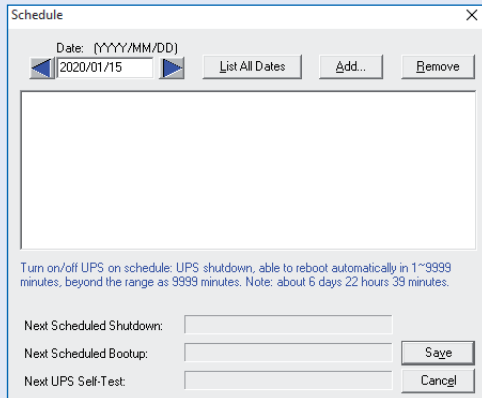 Schedule
Date: (YYYY/MM/DD)
2020/01/15
List All Dates
Add...
Remove
Turn on/off UPS on schedule: UPS shutdown, able to reboot automatically in 1~9999
minutes, beyond the range as 9999 minutes. Note: about 6 days 22 hours 39 minutes.
Next Scheduled Shutdown:
Next Scheduled Bootup:
Save
Next UPS Self-Test:
Cancel